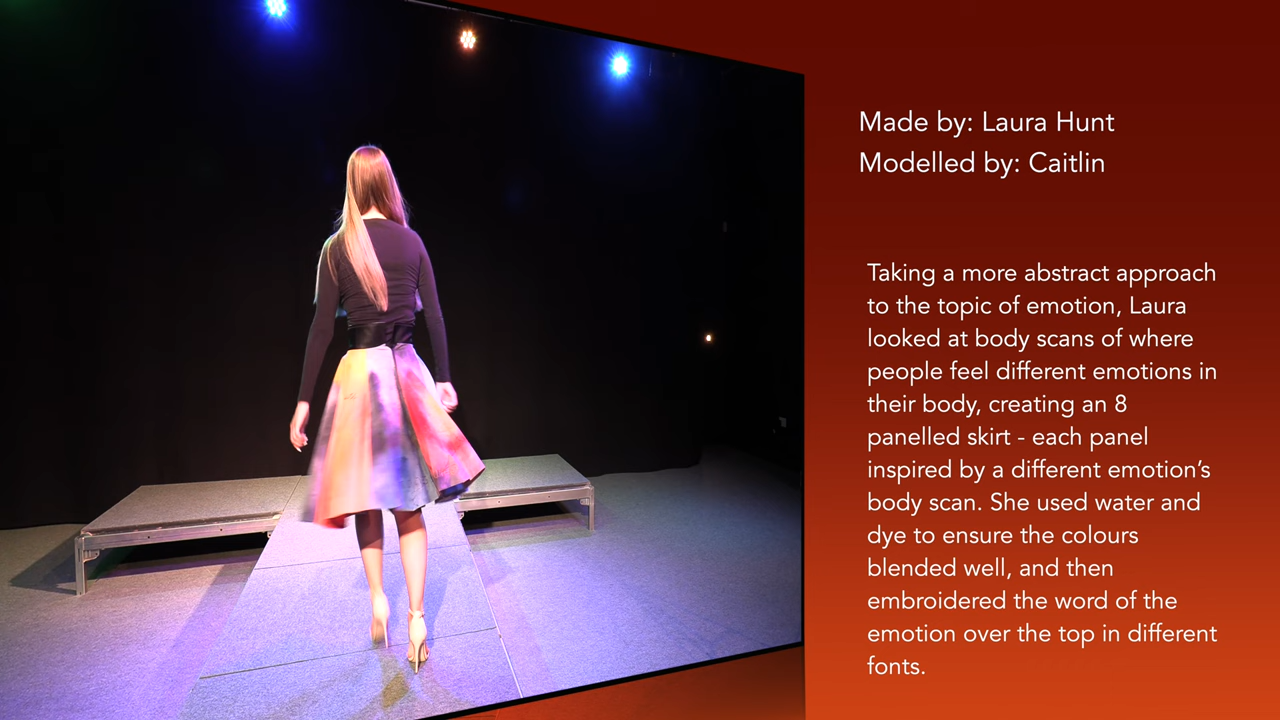 Made by: Laura Hunt
Modelled by: Caitlin
Taking a more abstract approach
to the topic of emotion, Laura
looked at body scans of where
people feel different emotions in
their body, creating an 8
panelled skirt - each panel
inspired by a different emotion's
body scan. She used water and
dye to ensure the colours
blended well, and then
embroidered the word of the
emotion over the top in different
fonts.